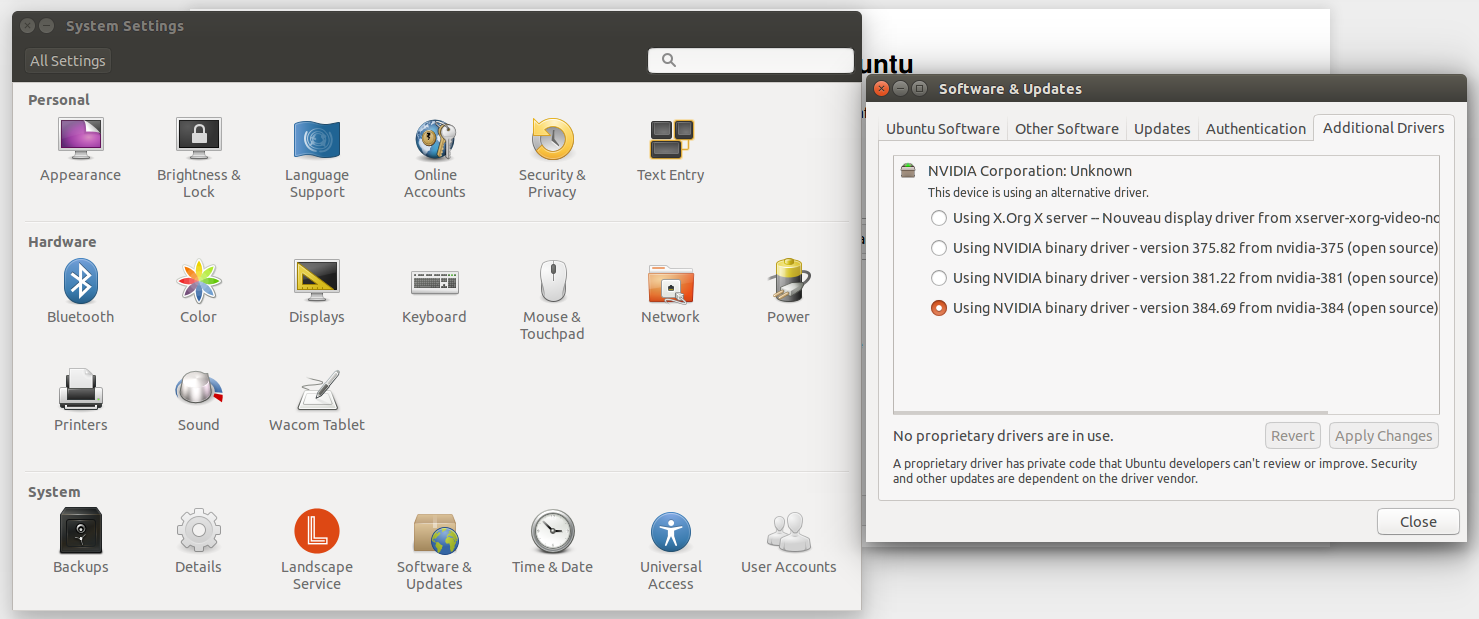 System Settings
All Settings
Personal
Appearance
Brightness &
Lock
Language
Support
Online
Accounts
Security &
Privacy
Text Entry
Hardware
Bluetooth
Color
Displays
Keyboard
Mouse &
Touchpad
Network
Power
Printers
Sound
Wacom Tablet
System
Backups
Details
Landscape
Service
Software &
Updates
Time & Date
Universal
Access
User Accounts
untu
Software & Updates
Ubuntu Software
Other Software
Updates
Authentication
Additional Drivers
NVIDIA Corporation: Unknown
This device is using an alternative driver.
Using X.Org X server -- Nouveau display driver from xserver-xorg-video-no
Using NVIDIA binary driver - version 375.82 from nvidia-375 (open source)
Using NVIDIA binary driver - version 381.22 from nvidia-381 (open source)
Using NVIDIA binary driver - version 384.69 from nvidia-384 (open source)
No proprietary drivers are in use.
Revert
Apply Changes
A proprietary driver has private code that Ubuntu developers can't review or improve. Security
and other updates are dependent on the driver vendor.
Close